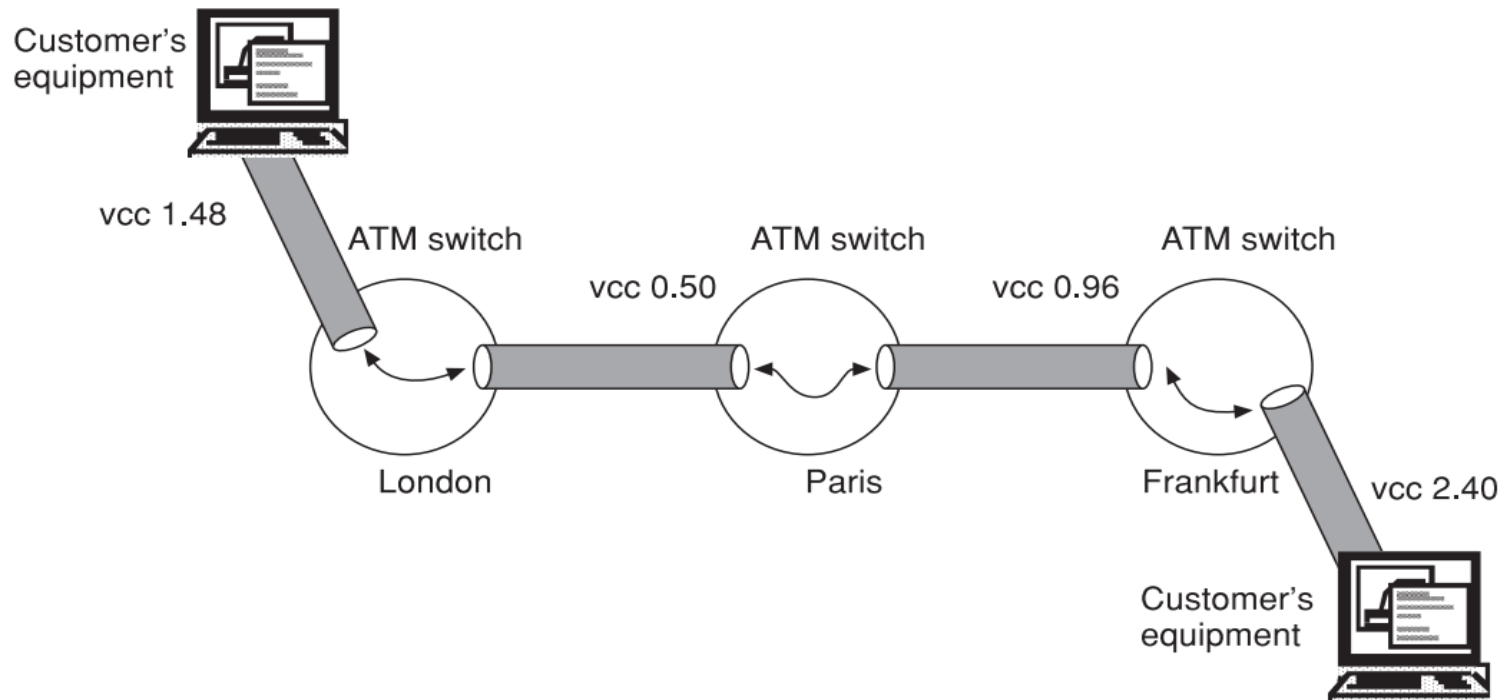 Customer's
equipment
vcc 1.48
ATM switch
ATM switch
ATM switch
vcc 0.50
vcc 0.96
London
Paris
Frankfurt
vcc 2.40
Customer's
equipment